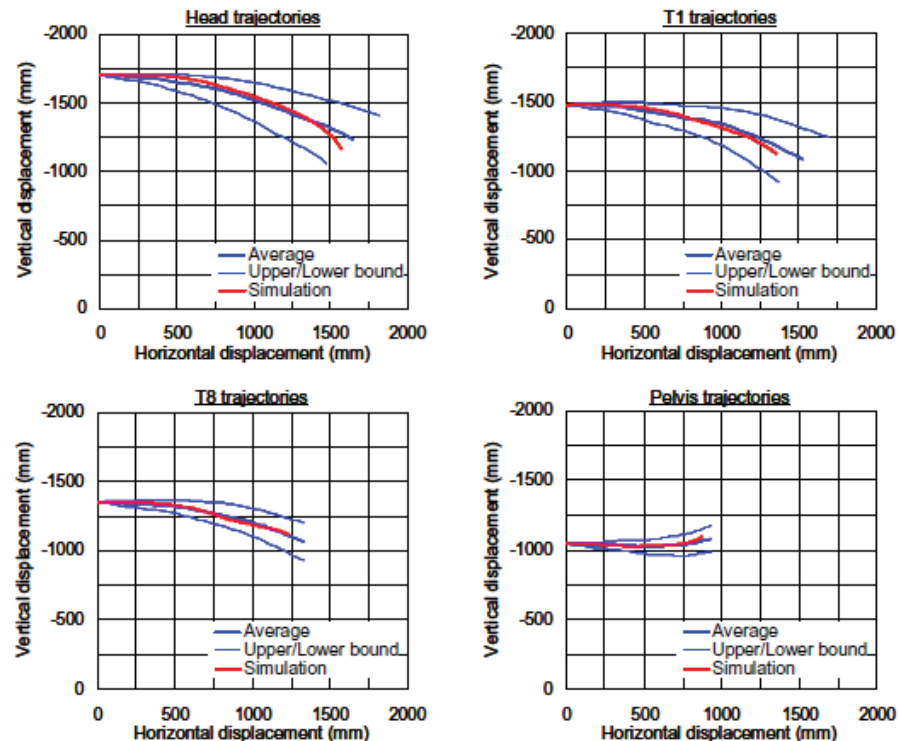 Head trajectories
-2000
-1500
-1000
-500
0
Vertical displacement (mm)
Average
Upper/Lower bound
Simulation
0 500 1000 1500 2000
Horizontal displacement (mm)
T1 trajectories
-2000
-1500
-1000
-500
0
Vertical displacement (mm)
Average
Upper/Lower bound
Simulation
0 500 1000 1500 2000
Horizontal displacement (mm)
T8 trajectories
-2000
-1500
-1000
-500
0
Vertical displacement (mm)
Average
Upper/Lower bound
Simulation
0 500 1000 1500 2000
Horizontal displacement (mm)
Pelvis trajectories
-2000
-1500
-1000
-500
0
Vertical displacement (mm)
Average
Upper/Lower bound
Simulation
0 500 1000 1500 2000
Horizontal displacement (mm)